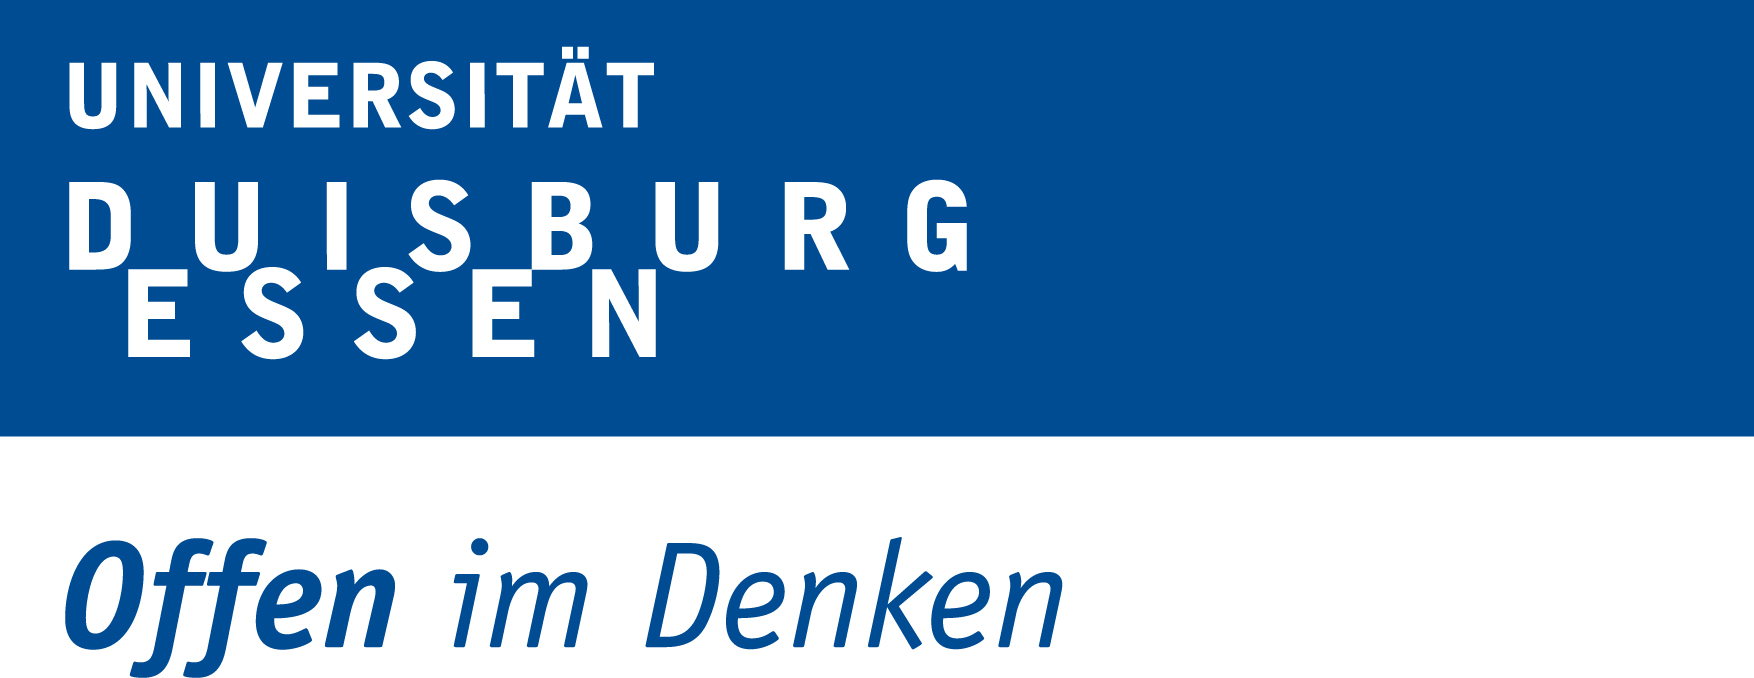 UNIVERSITÄT
DUISBURG
ESSEN
Offen im Denken